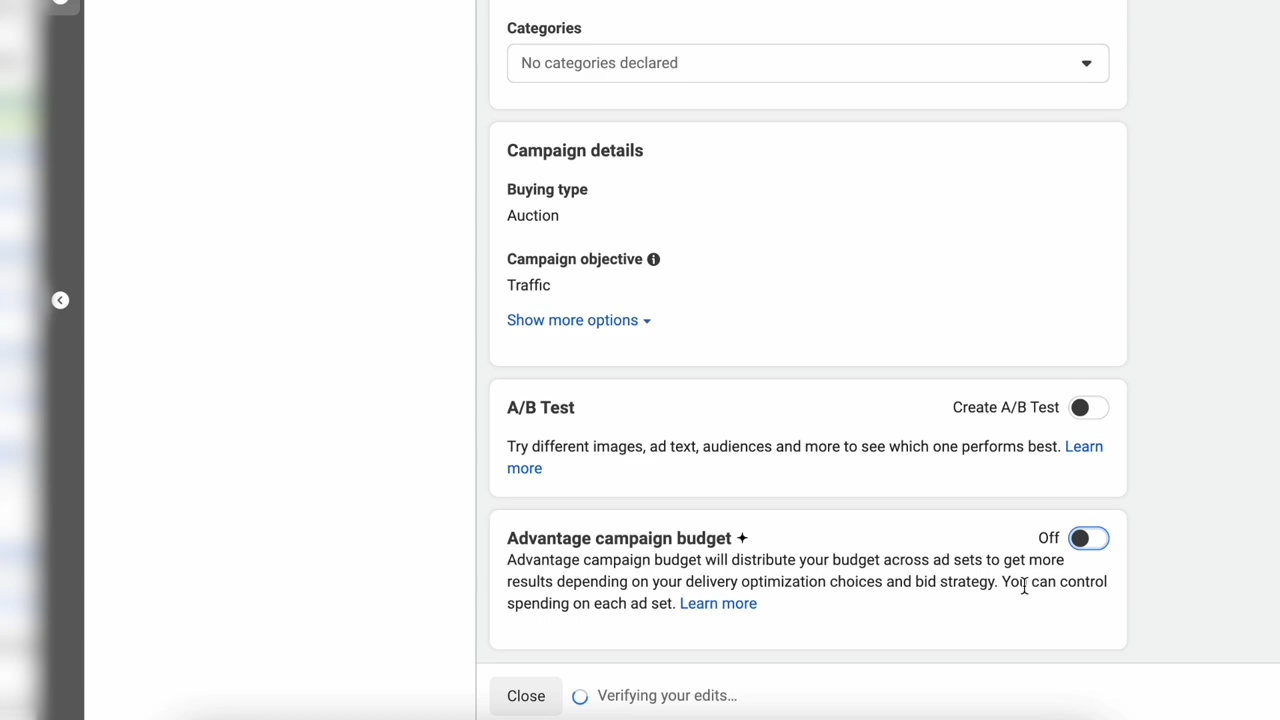 Categories
No categories declared
Campaign details
Buying type
Auction
Campaign objective
Traffic
Show more options
A/B Test
Create A/B Test
Try different images, ad text, audiences and more to see which one performs best. Learn
more
Advantage campaign budget
Off
Advantage campaign budget will distribute your budget across ad sets to get more
results depending on your delivery optimization choices and bid strategy. You can control
spending on each ad set. Learn more
Close
Verifying your edits...